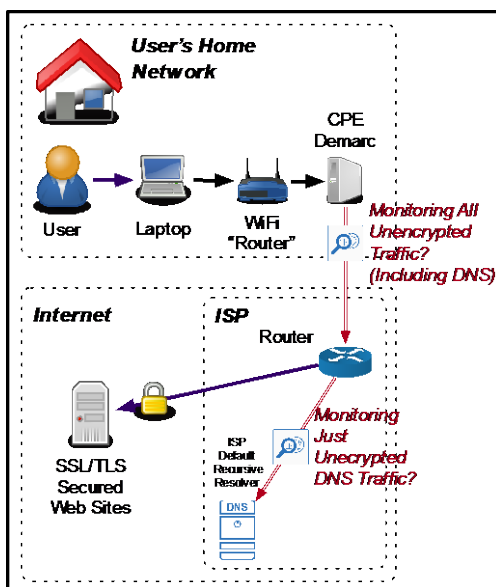 User's Home
Network
CPE
Demarc
User
Laptop
WiFi
"Router"
Monitoring All
Unencrypted
Traffic?
(Including DNS)
Internet
ISP
Router
SSL/TLS
Secured
Web Sites
ISP
Default
Recursive
Resolver
DNS
Monitoring
Just
Unecrypted
DNS Traffic?